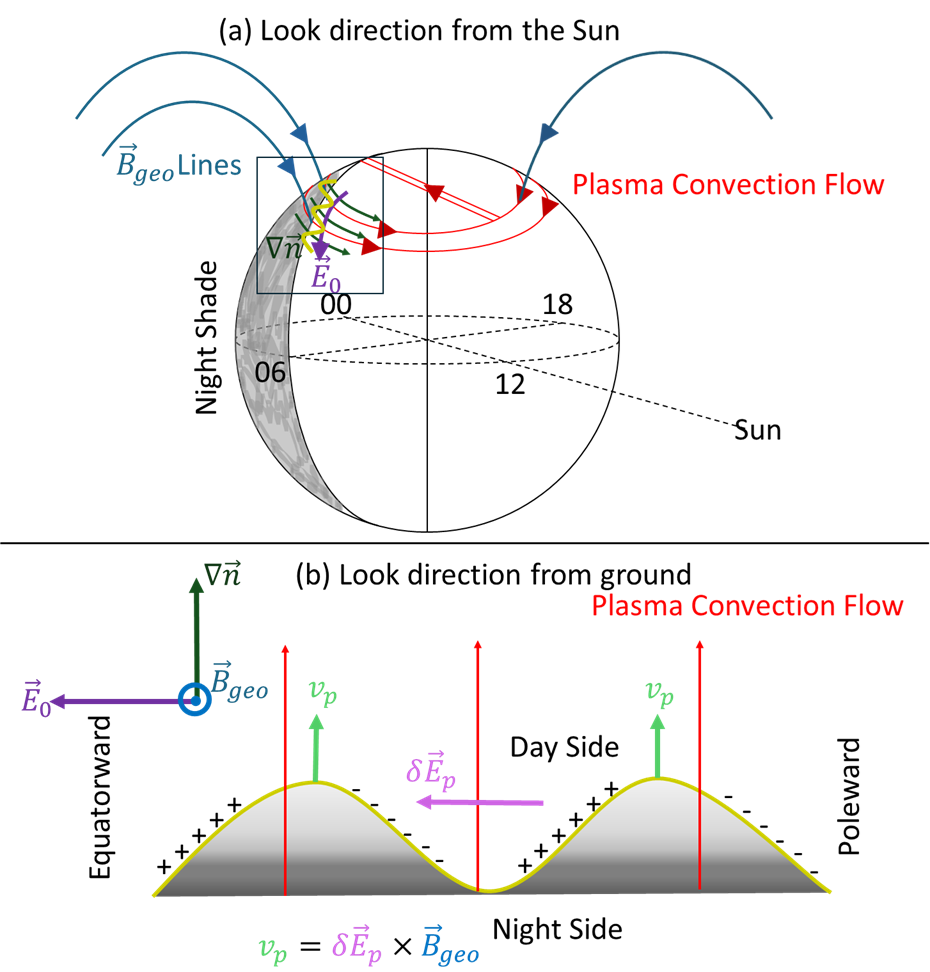 (a) Look direction from the Sun
B⃗geo Lines
Plasma Convection Flow
∇n⃗
E⃗₀
Night Shade
00
18
06
12
Sun
(b) Look direction from ground
∇n⃗
Plasma Convection Flow
B⃗geo
E⃗₀
vₚ
vₚ
Day Side
δE⃗ₚ
Equatorward
Poleward
+ + + + +
- - - - - -
+ + + + + +
- - - - - -
Night Side
vₚ = δE⃗ₚ × B⃗geo